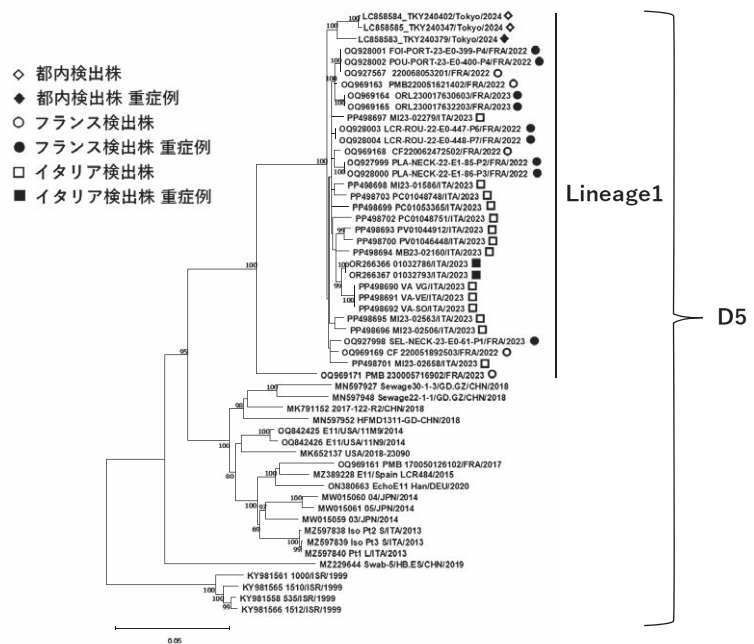 ◇ 都内検出株
◆ 都内検出株 重症例
○ フランス検出株
● フランス検出株 重症例
□ イタリア検出株
■ イタリア検出株 重症例
LC858584_TKY240402/Tokyo/2024
LC858585_TKY240347/Tokyo/2024
LC858583_TKY240379/Tokyo/2024
OQ928001 FOI-PORT-23-E0-399-P4/FRA/2022
OQ928002 POU-PORT-23-E0-400-P4/FRA/2022
OQ927567 220068053201/FRA/2022
OQ969163 PMB220051621402/FRA/2022
OQ969164 ORL230017630603/FRA/2023
OQ969165 ORL230017632203/FRA/2023
PP498697 MI23-02279/ITA/2023
OQ928003 LCR-ROU-22-E0-447-P6/FRA/2022
OQ928004 LCR-ROU-22-E0-448-P7/FRA/2022
OQ969168 CF220062472502/FRA/2022
OQ927999 PLA-NECK-22-E1-85-P2/FRA/2022
OQ928000 PLA-NECK-22-E1-86-P3/FRA/2022
PP498698 MI23-01586/ITA/2023
PP498703 PC01048748/ITA/2023
PP498699 PC01053365/ITA/2023
PP498702 PC01048751/ITA/2023
PP498693 PV01044912/ITA/2023
PP498700 PV01046448/ITA/2023
PP498694 MB23-02160/ITA/2023
OR266366 01032786/ITA/2023
OR266367 01032793/ITA/2023
PP498690 VA VG/ITA/2023
PP498691 VA-VE/ITA/2023
PP498692 VA-SO/ITA/2023
PP498695 MI23-02563/ITA/2023
PP498696 MI23-02506/ITA/2023
OQ927998 SEL-NECK-23-E0-61-P1/FRA/2023
OQ969169 CF 220051892503/FRA/2022
PP498701 MI23-02658/ITA/2023
OQ969171 PMB 230005716902/FRA/2023
MN597927 Sewage30-1-3/GD.GZ/CHN/2018
MN597948 Sewage22-1-1/GD.GZ/CHN/2018
MK791152 2017-122-R2/CHN/2018
MN597952 HFMD1311-GD-CHN/2018
OQ842425 E11/USA/11M9/2014
OQ842426 E11/USA/11N9/2014
MK652137 USA/2018-23090
OQ969161 PMB 170050126102/FRA/2017
MZ389228 E11/Spain LCR484/2015
ON380663 EchoE11 Han/DEU/2020
MW015060 04/JPN/2014
MW015061 05/JPN/2014
MW015059 03/JPN/2014
MZ597838 Iso Pt2 S/ITA/2013
MZ597839 Iso Pt3 S/ITA/2013
MZ597840 Pt1 L/ITA/2013
MZ229644 Swab-5/HB.ES/CHN/2019
KY981561 1000/ISR/1999
KY981565 1510/ISR/1999
KY981558 535/ISR/1999
KY981566 1512/ISR/1999
Lineage1
D5
0.05